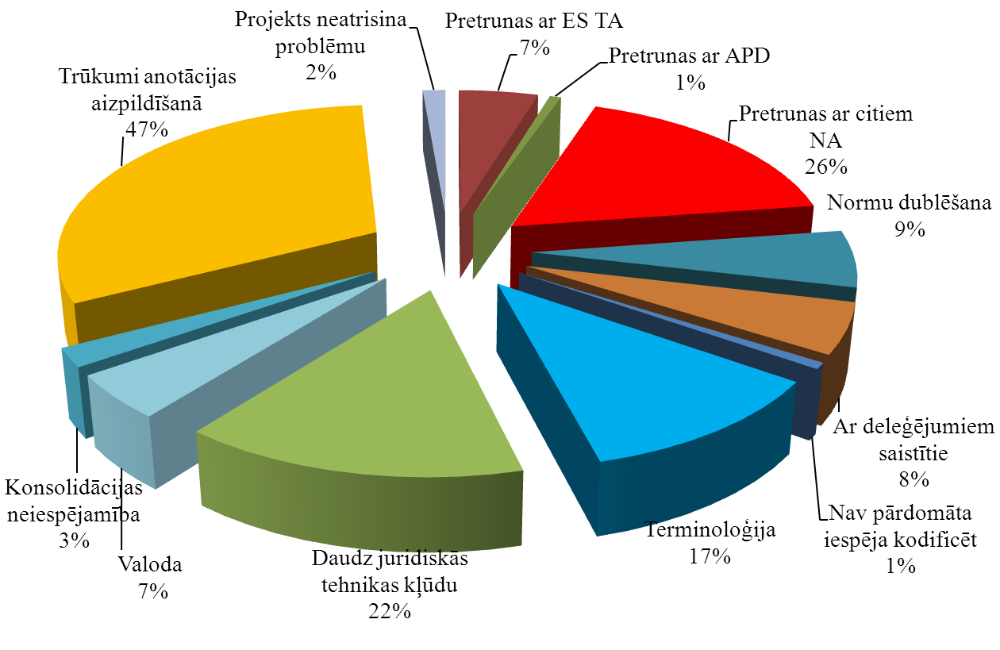 Projekts neatrisina
problēmu
2%
Pretrunas ar ES TA
7%
Pretrunas ar APD
1%
Pretrunas ar citiem
NA
26%
Normu dublēšana
9%
Ar deleģējumiem
saistītie
8%
Nav pārdomāta
iespēja kodificēt
1%
Terminoloģija
17%
Daudz juridiskās
tehnikas kļūdu
22%
Valoda
7%
Konsolidācijas
neiespējamība
3%
Trūkumi anotācijas
aizpildīšanā
47%